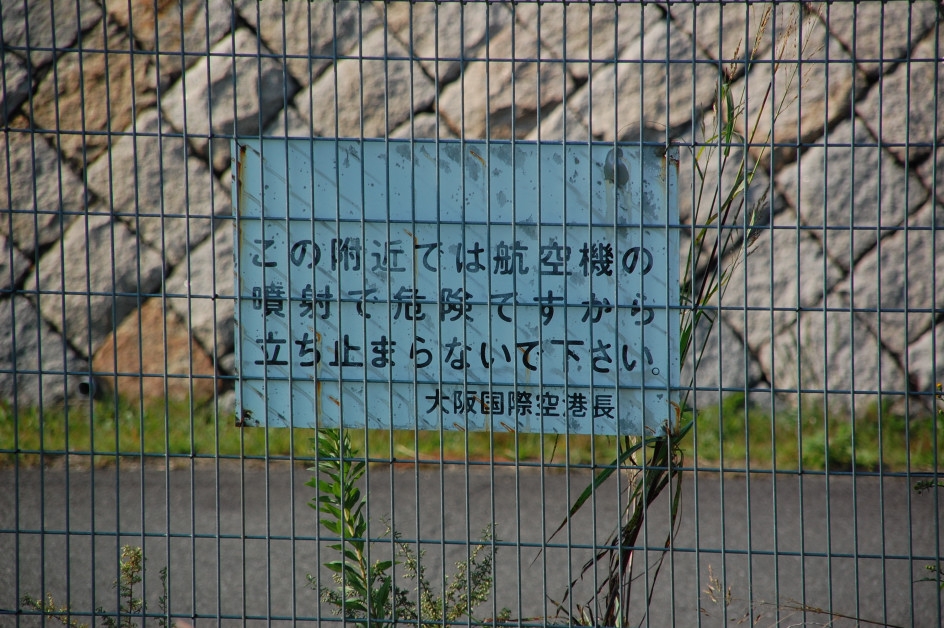 この附近では航空機の
噴射で危険ですから
立ち止まらないで下さい。
大阪国際空港長